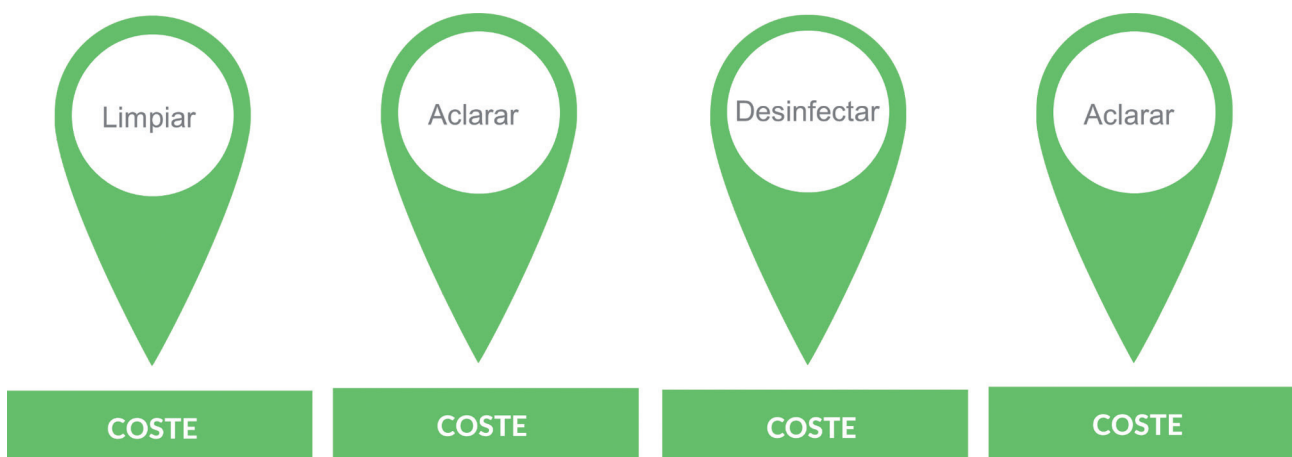 Limpiar
Aclarar
Desinfectar
Aclarar
COSTE
COSTE
COSTE
COSTE